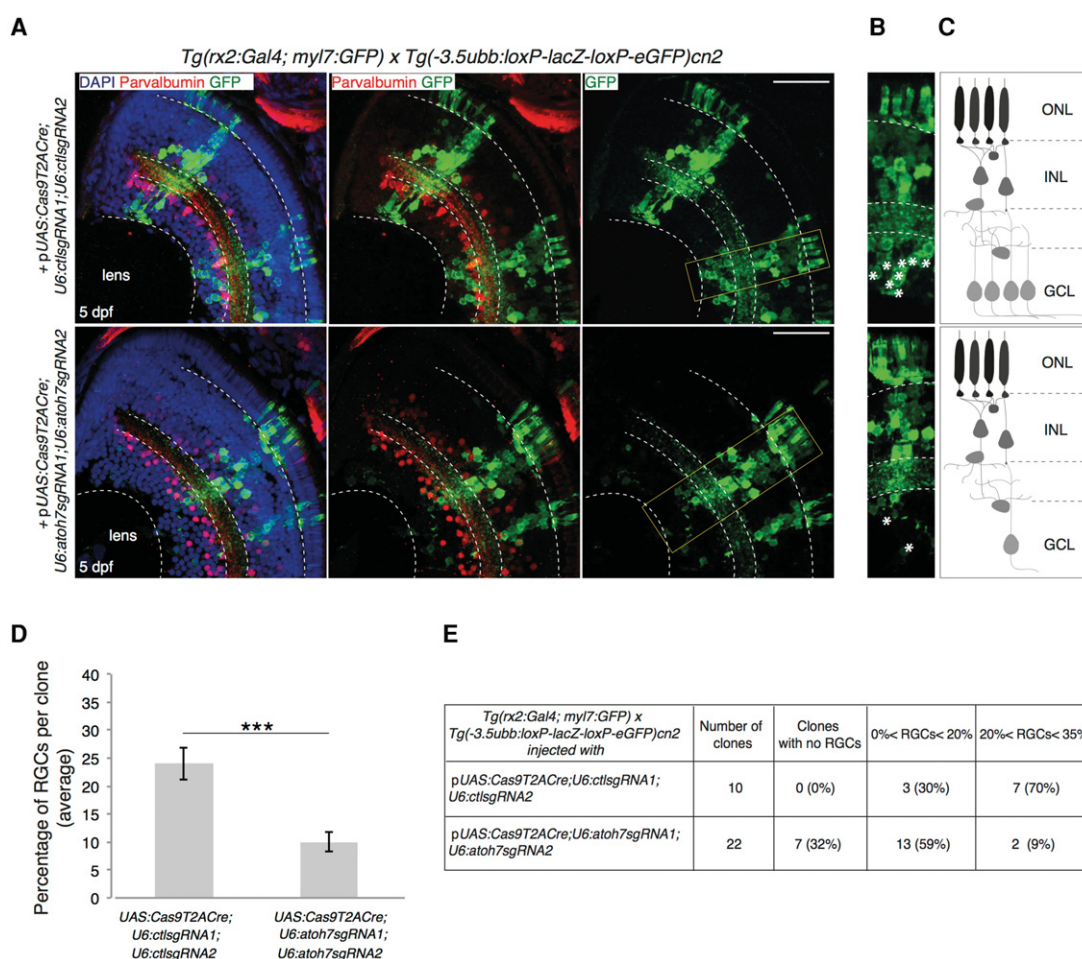 A
B
C
Tg(rx2:Gal4; myl7:GFP) x Tg(-3.5ubb:loxP-lacZ-loxP-eGFP)cn2
DAPI Parvalbumin GFP
Parvalbumin GFP
GFP
+ pUAS:Cas9T2ACre;
U6:ctlsgRNA1;U6:ctlsgRNA2
lens
5 dpf
ONL
INL
GCL
+ pUAS:Cas9T2ACre;
U6:atoh7sgRNA1;U6:atoh7sgRNA2
lens
5 dpf
ONL
INL
GCL
D
Percentage of RGCs per clone
(average)
40
35
30
25
20
15
10
5
0
***
UAS:Cas9T2ACre;
U6:ctlsgRNA1;
U6:ctlsgRNA2
UAS:Cas9T2ACre;
U6:atoh7sgRNA1;
U6:atoh7sgRNA2
E
Tg(rx2:Gal4; myl7:GFP) x
Tg(-3.5ubb:loxP-lacZ-loxP-eGFP)cn2
injected with
Number of
clones
Clones
with no RGCs
0%< RGCs< 20%
20%< RGCs< 35%
pUAS:Cas9T2ACre;U6:ctlsgRNA1;
U6:ctlsgRNA2
10
0 (0%)
3 (30%)
7 (70%)
pUAS:Cas9T2ACre;U6:atoh7sgRNA1;
U6:atoh7sgRNA2
22
7 (32%)
13 (59%)
2 (9%)